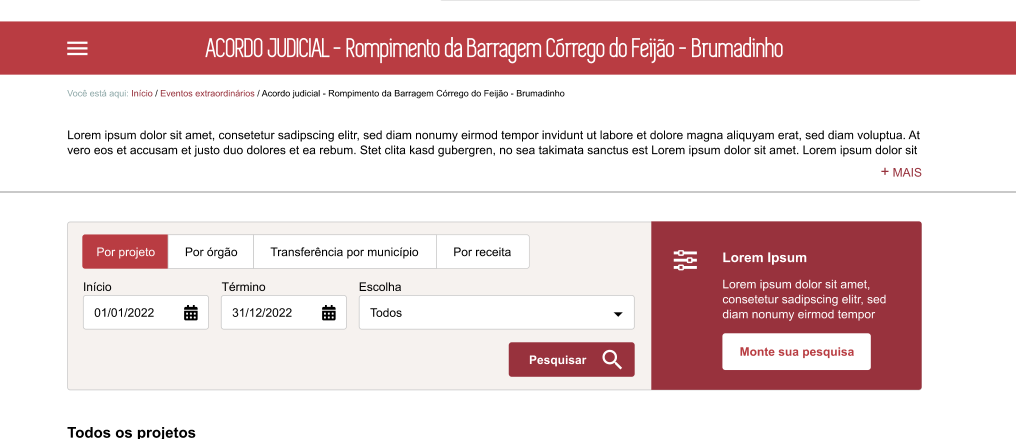 ACORDO JUDICIAL - Rompimento da Barragem Córrego do Feijão - Brumadinho
Você está aqui: Início / Eventos extraordinários / Acordo judicial - Rompimento da Barragem Córrego do Feijão - Brumadinho
Lorem ipsum dolor sit amet, consetetur sadipscing elitr, sed diam nonumy eirmod tempor invidunt ut labore et dolore magna aliquyam erat, sed diam voluptua. At
vero eos et accusam et justo duo dolores et ea rebum. Stet clita kasd gubergren, no sea takimata sanctus est Lorem ipsum dolor sit amet. Lorem ipsum dolor sit
+ MAIS
Por projeto Por órgão Transferência por município Por receita
Início Término Escolha
01/01/2022 31/12/2022 Todos
Pesquisar
Lorem Ipsum
Lorem ipsum dolor sit amet,
consetetur sadipscing elitr, sed
diam nonumy eirmod tempor
Monte sua pesquisa
Todos os projetos